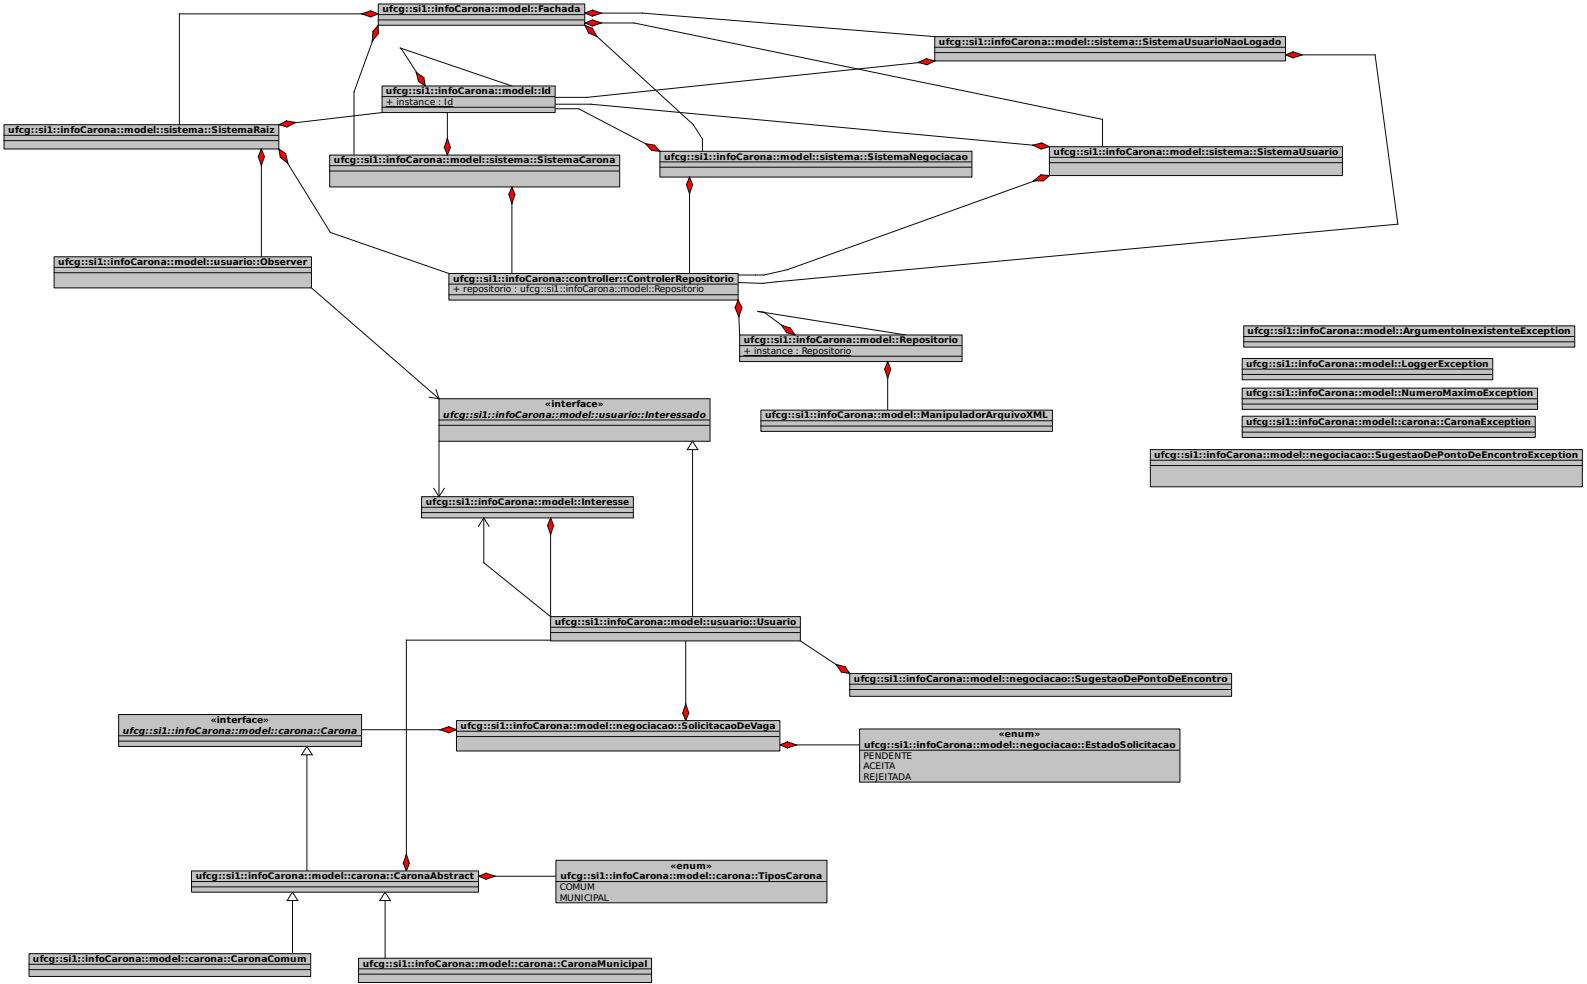 ufcg::si1::infoCarona::model::Fachada
ufcg::si1::infoCarona::model::sistema::SistemaUsuarioNaoLogado
ufcg::si1::infoCarona::model::Id
+ instance : Id
ufcg::si1::infoCarona::model::sistema::SistemaRaiz
ufcg::si1::infoCarona::model::sistema::SistemaCarona
ufcg::si1::infoCarona::model::sistema::SistemaNegociacao
ufcg::si1::infoCarona::model::sistema::SistemaUsuario
ufcg::si1::infoCarona::model::usuario::Observer
ufcg::si1::infoCarona::controller::ControlerRepositorio
+ repositorio : ufcg::si1::infoCarona::model::Repositorio
ufcg::si1::infoCarona::model::Repositorio
+ instance : Repositorio
ufcg::si1::infoCarona::model::ArgumentoInexistenteException
ufcg::si1::infoCarona::model::LoggerException
ufcg::si1::infoCarona::model::NumeroMaximoException
ufcg::si1::infoCarona::model::carona::CaronaException
ufcg::si1::infoCarona::model::negociacao::SugestaoDePontoDeEncontroException
«interface»
ufcg::si1::infoCarona::model::usuario::Interessado
ufcg::si1::infoCarona::model::ManipuladorArquivoXML
ufcg::si1::infoCarona::model::Interesse
ufcg::si1::infoCarona::model::usuario::Usuario
ufcg::si1::infoCarona::model::negociacao::SugestaoDePontoDeEncontro
«interface»
ufcg::si1::infoCarona::model::carona::Carona
ufcg::si1::infoCarona::model::negociacao::SolicitacaoDeVaga
«enum»
ufcg::si1::infoCarona::model::negociacao::EstadoSolicitacao
PENDENTE
ACEITA
REJEITADA
ufcg::si1::infoCarona::model::carona::CaronaAbstract
«enum»
ufcg::si1::infoCarona::model::carona::TiposCarona
COMUM
MUNICIPAL
ufcg::si1::infoCarona::model::carona::CaronaComum
ufcg::si1::infoCarona::model::carona::CaronaMunicipal